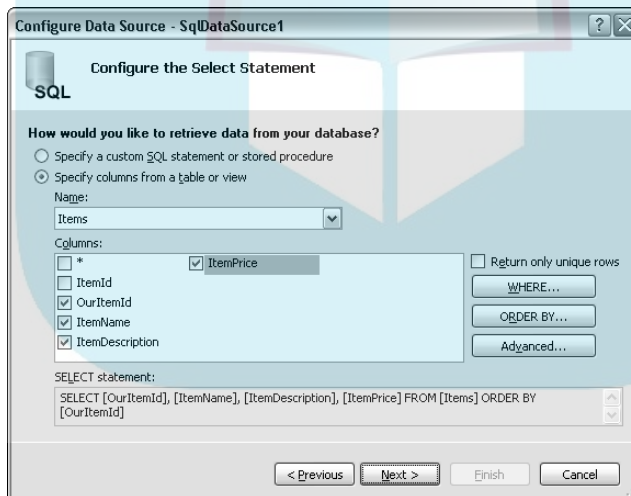 Configure Data Source - SqlDataSource1
Configure the Select Statement
SQL
How would you like to retrieve data from your database?
Specify a custom SQL statement or stored procedure
Specify columns from a table or view
Name:
Items
Columns:
* ItemPrice
ItemId
OurItemId
ItemName
ItemDescription
Return only unique rows
WHERE...
ORDER BY...
Advanced...
SELECT statement:
SELECT [OurItemId], [ItemName], [ItemDescription], [ItemPrice] FROM [Items] ORDER BY
[OurItemId]
< Previous Next > Finish Cancel